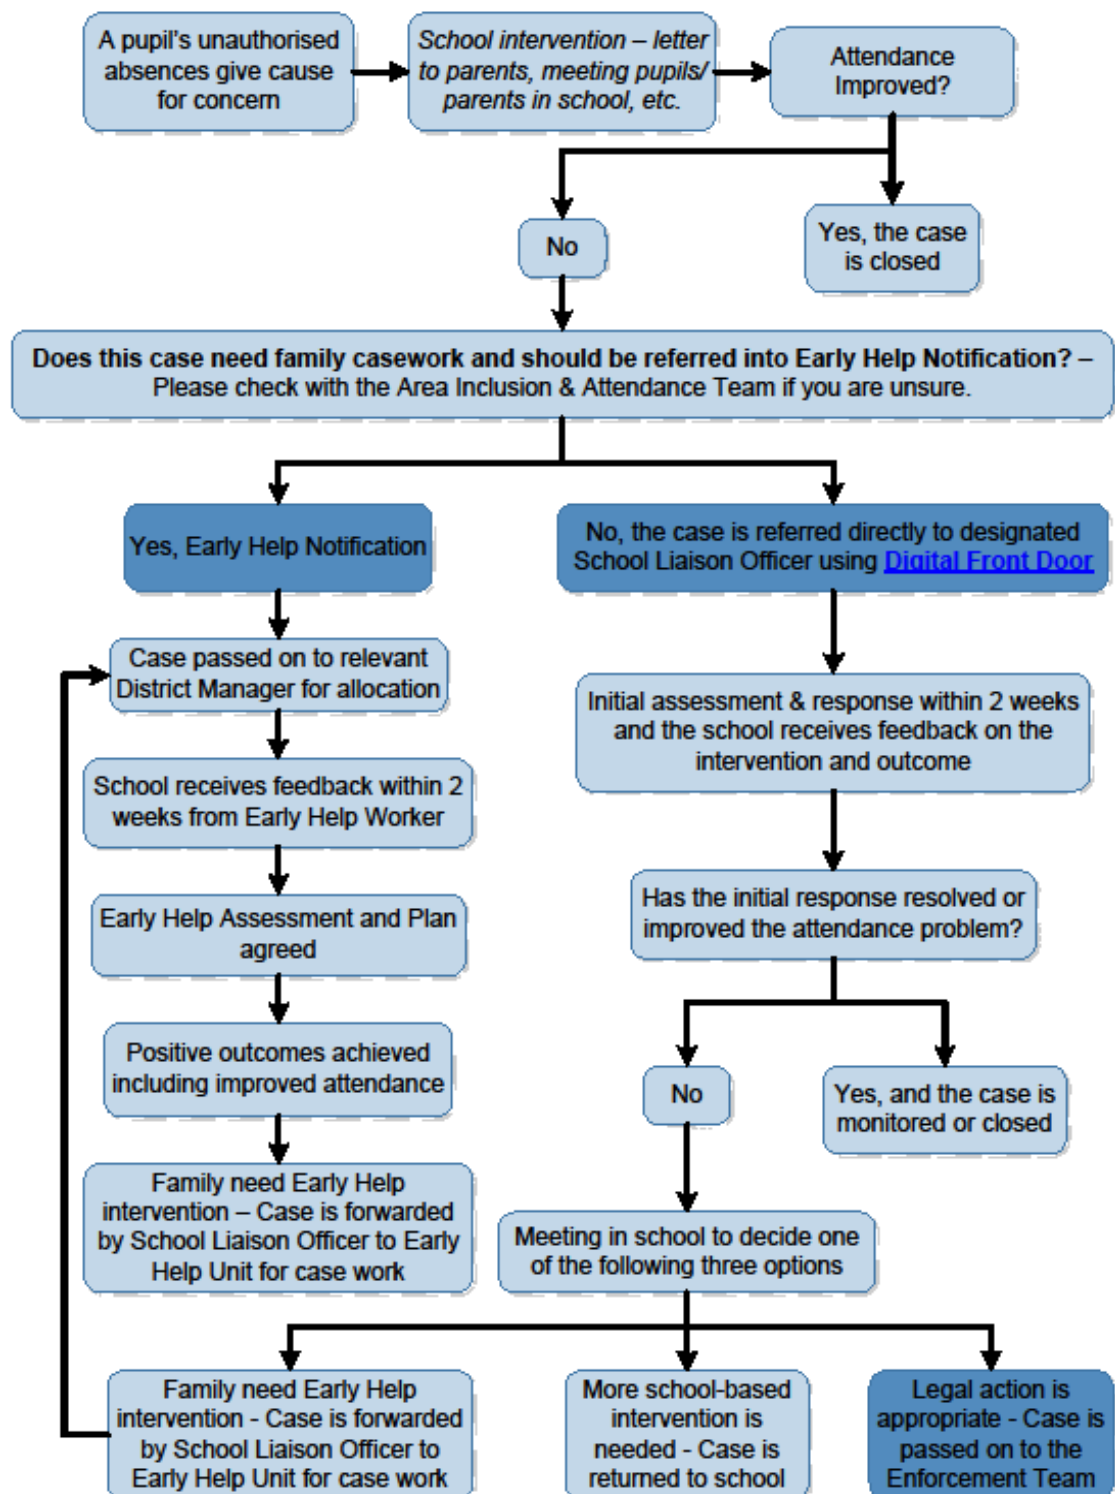 A pupil's unauthorised
absences give cause
for concern
School intervention – letter
to parents, meeting pupils/
parents in school, etc.
Attendance
Improved?
No
Yes, the case
is closed
Does this case need family casework and should be referred into Early Help Notification? –
Please check with the Area Inclusion & Attendance Team if you are unsure.
Yes, Early Help Notification
No, the case is referred directly to designated
School Liaison Officer using Digital Front Door
Case passed on to relevant
District Manager for allocation
School receives feedback within 2
weeks from Early Help Worker
Early Help Assessment and Plan
agreed
Positive outcomes achieved
including improved attendance
Family need Early Help
intervention – Case is forwarded
by School Liaison Officer to Early
Help Unit for case work
Initial assessment & response within 2 weeks
and the school receives feedback on the
intervention and outcome
Has the initial response resolved or
improved the attendance problem?
No
Yes, and the case is
monitored or closed
Meeting in school to decide one
of the following three options
Family need Early Help
intervention - Case is forwarded
by School Liaison Officer to
Early Help Unit for case work
More school-based
intervention is
needed - Case is
returned to school
Legal action is
appropriate - Case is
passed on to the
Enforcement Team